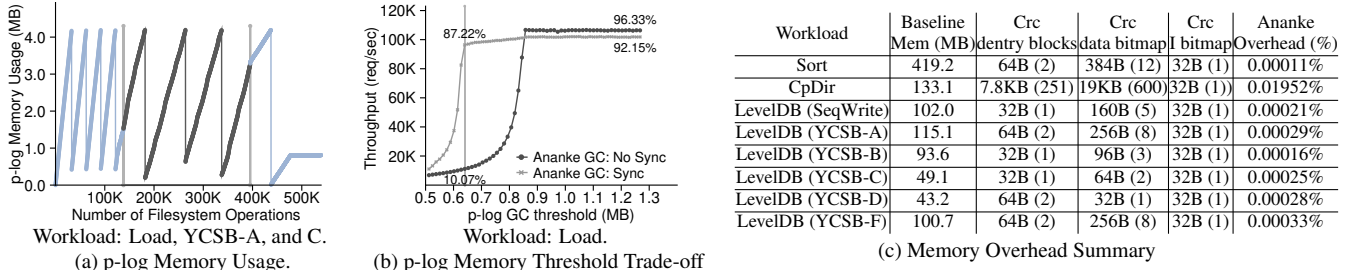 p-log Memory Usage (MB)
4.0
3.0
2.0
1.0
0.0
100K 200K 300K 400K 500K
Number of Filesystem Operations
Workload: Load, YCSB-A, and C.
(a) p-log Memory Usage.
Throughput (req/sec)
120K
100K
80K
60K
40K
20K
87.22%
96.33%
92.15%
10.07%
Ananke GC: No Sync
Ananke GC: Sync
0.5 0.6 0.7 0.8 0.9 1.0 1.1 1.2 1.3
p-log GC threshold (MB)
Workload: Load.
(b) p-log Memory Threshold Trade-off
Workload Baseline Mem (MB) Crc dentry blocks Crc data bitmap Crc I bitmap Ananke Overhead (%)
Sort 419.2 64B (2) 384B (12) 32B (1) 0.00011%
CpDir 133.1 7.8KB (251) 19KB (600) 32B (1)) 0.01952%
LevelDB (SeqWrite) 102.0 32B (1) 160B (5) 32B (1) 0.00021%
LevelDB (YCSB-A) 115.1 64B (2) 256B (8) 32B (1) 0.00029%
LevelDB (YCSB-B) 93.6 32B (1) 96B (3) 32B (1) 0.00016%
LevelDB (YCSB-C) 49.1 32B (1) 64B (2) 32B (1) 0.00025%
LevelDB (YCSB-D) 43.2 64B (2) 32B (1) 32B (1) 0.00028%
LevelDB (YCSB-F) 100.7 64B (2) 256B (8) 32B (1) 0.00033%
(c) Memory Overhead Summary